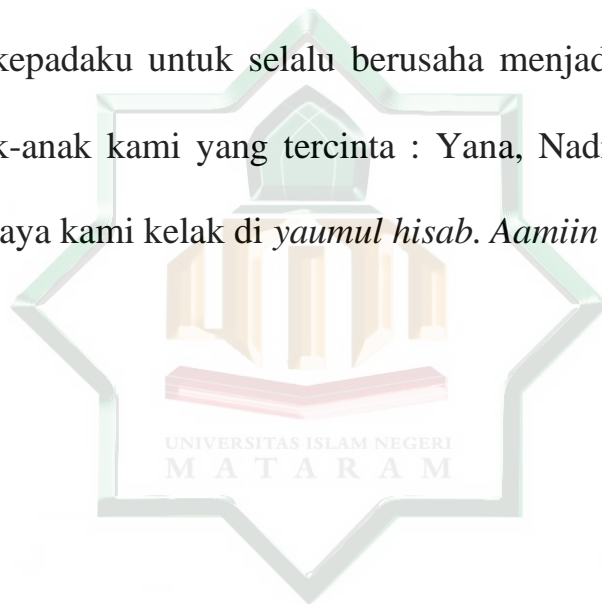 kepadaku untuk selalu berusaha menjad
k-anak kami yang tercinta : Yana, Nad
aya kami kelak di yaumul hisab. Aamiin
UNIVERSITAS ISLAM NEGERI
MATARAM